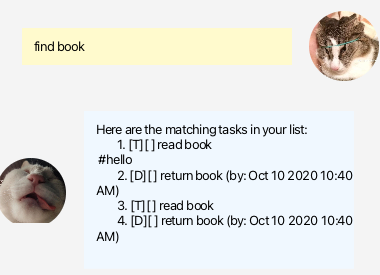 find book
Here are the matching tasks in your list:
1. [T][ ] read book
#hello
2. [D][ ] return book (by: Oct 10 2020 10:40
AM)
3. [T][ ] read book
4. [D][ ] return book (by: Oct 10 2020 10:40
AM)